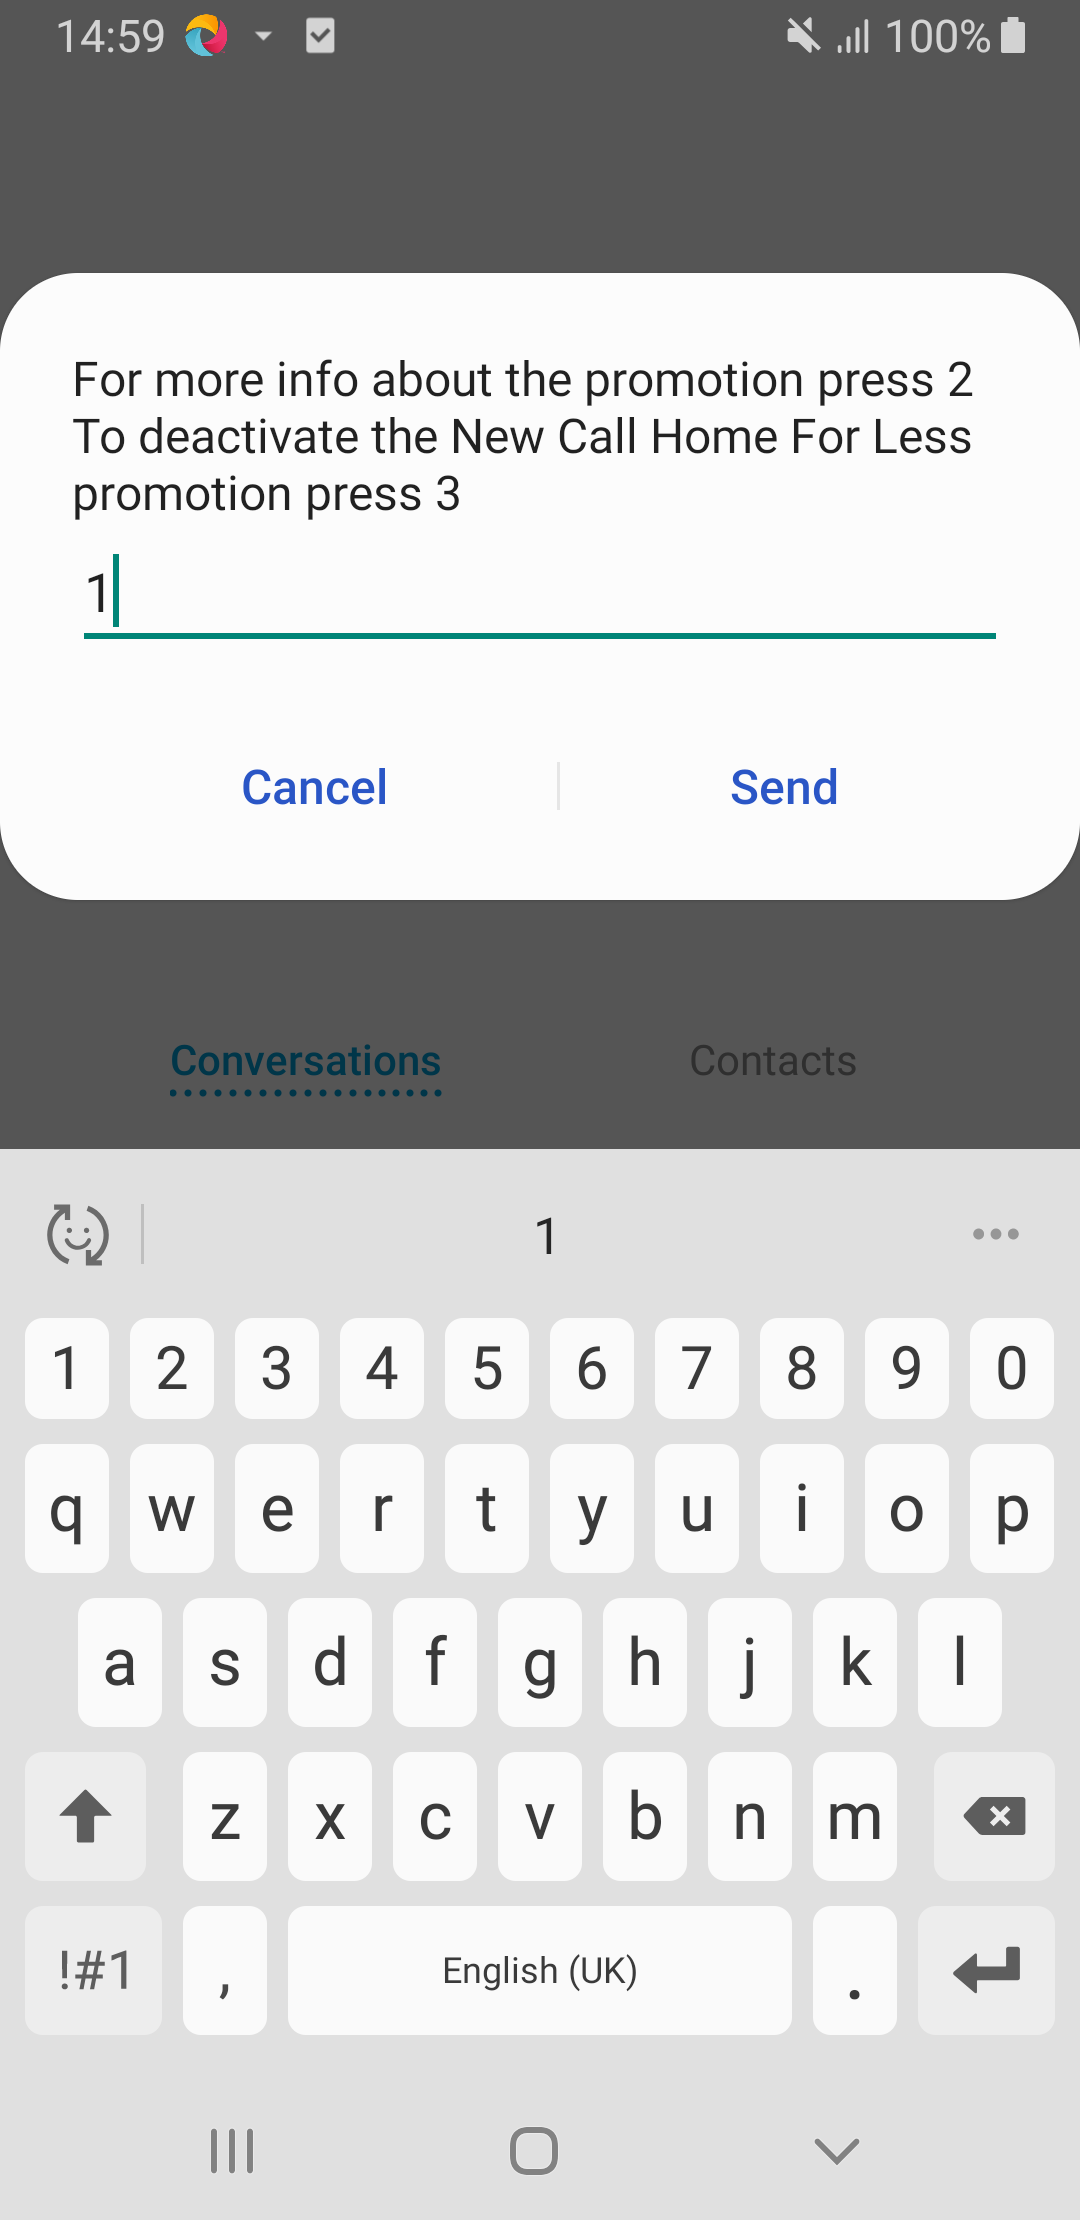 14:59 100%
For more info about the promotion press 2
To deactivate the New Call Home For Less
promotion press 3
1
Cancel Send
Conversations Contacts
1
1 2 3 4 5 6 7 8 9 0
q w e r t y u i o p
a s d f g h j k l
z x c v b n m
!#1 , English (UK) .